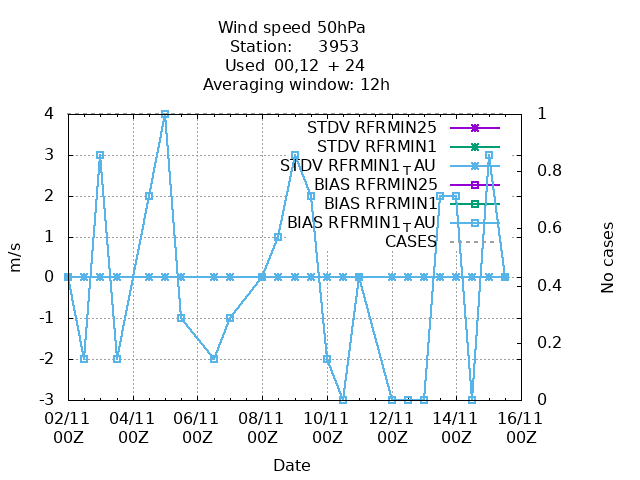 Wind speed 50hPa
Station: 3953
Used 00,12 + 24
Averaging window: 12h
STDV RFRMIN25
STDV RFRMIN1
STDV RFRMIN1TAU
BIAS RFRMIN25
BIAS RFRMIN1
BIAS RFRMIN1TAU
CASES
4
3
2
1
0
-1
-2
-3
m/s
1
0.8
0.6
0.4
0.2
0
No cases
02/11 04/11 06/11 08/11 10/11 12/11 14/11 16/11
00Z 00Z 00Z 00Z 00Z 00Z 00Z 00Z
Date